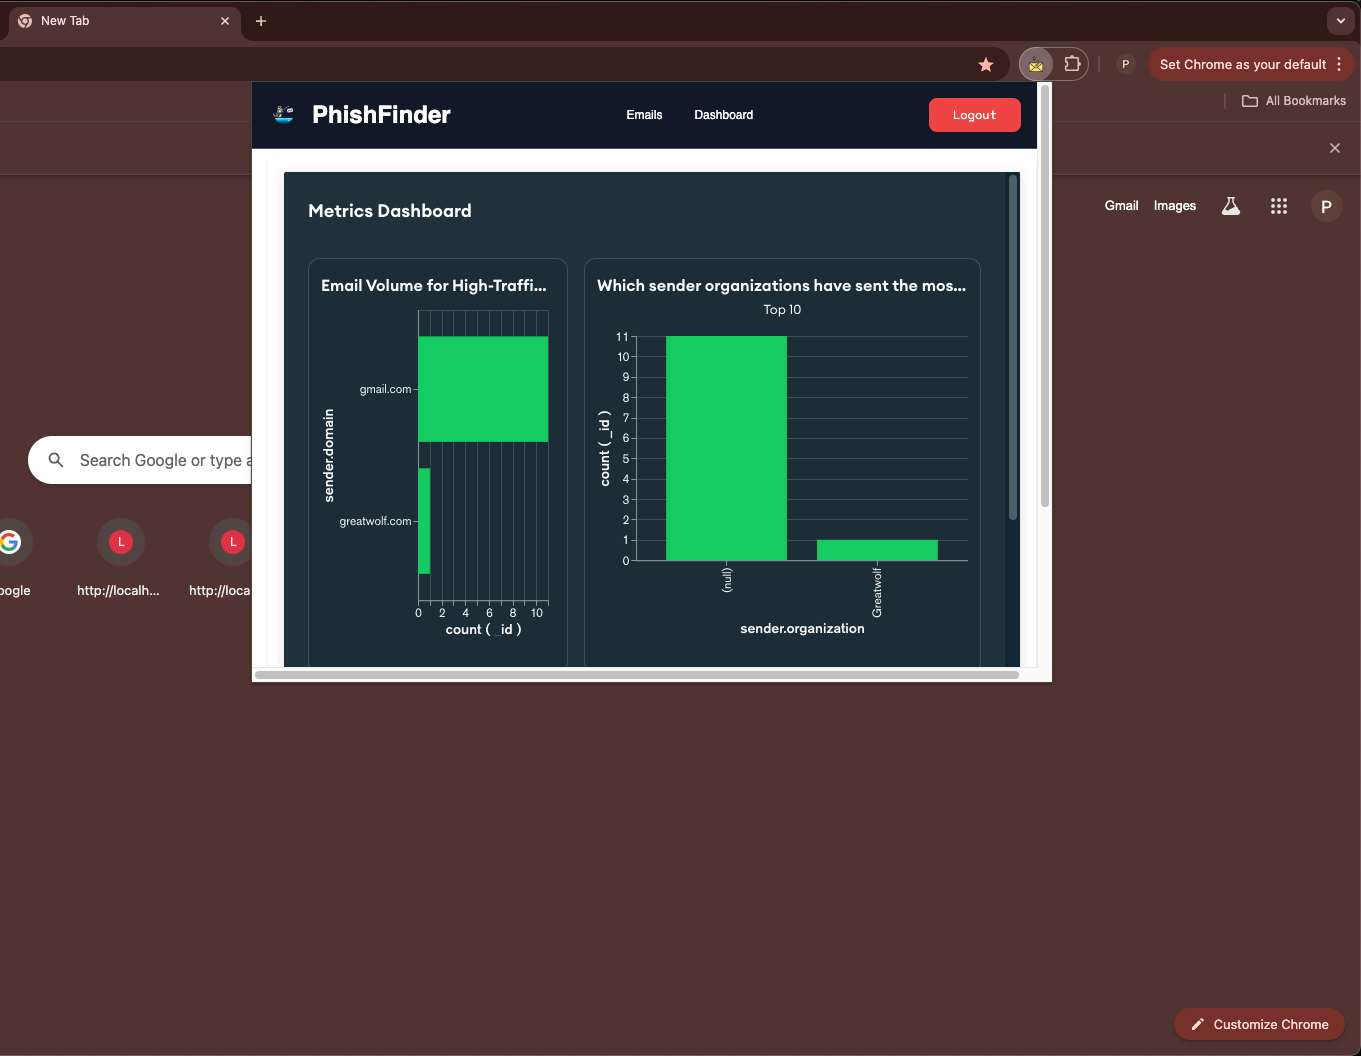 New Tab
P
Set Chrome as your default
All Bookmarks
PhishFinder
Emails
Dashboard
Logout
Gmail
Images
P
Metrics Dashboard
Email Volume for High-Traffi...
sender.domain
gmail.com
greatwolf.com
0 2 4 6 8 10
count ( _id )
Which sender organizations have sent the mos...
Top 10
count ( _id )
11
10
9
8
7
6
5
4
3
2
1
0
(null)
Greatwolf
sender.organization
Search Google or type a
G
L
L
oogle
http://localh...
http://loca
Customize Chrome